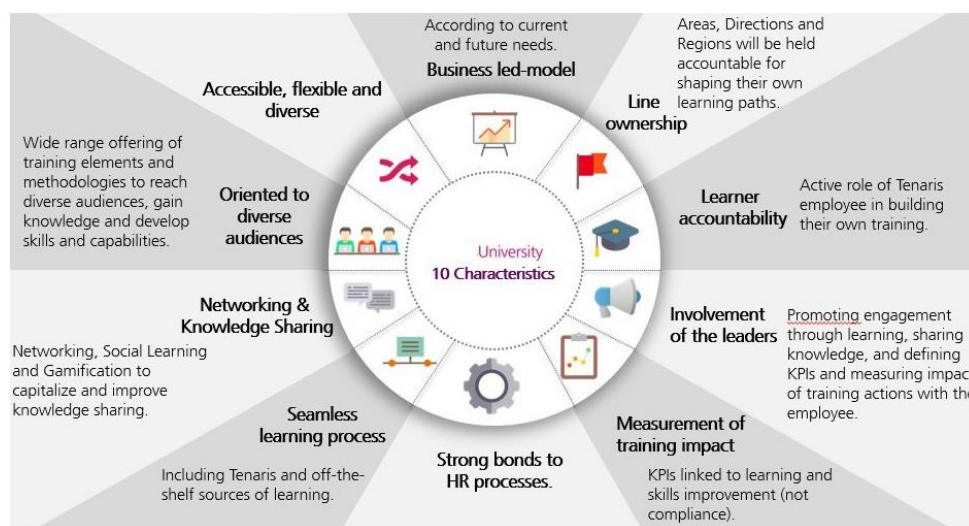 According to current
and future needs.
Business led-model
Areas, Directions and
Regions will be held
accountable for
shaping their own
learning paths.
Line
ownership
Learner
accountability
Active role of Tenaris
employee in building
their own training.
Involvement
of the leaders
Promoting engagement
through learning, sharing
knowledge, and defining
KPIs and measuring impact
of training actions with the
employee.
Measurement of
training impact
KPIs linked to learning and
skills improvement (not
compliance).
Strong bonds to
HR processes.
Seamless
learning process
Including Tenaris and off-the-
shelf sources of learning.
Networking &
Knowledge Sharing
Networking, Social Learning
and Gamification to
capitalize and improve
knowledge sharing.
Oriented to
diverse
audiences
Wide range offering of
training elements and
methodologies to reach
diverse audiences, gain
knowledge and develop
skills and capabilities.
Accessible, flexible and
diverse
University
10 Characteristics